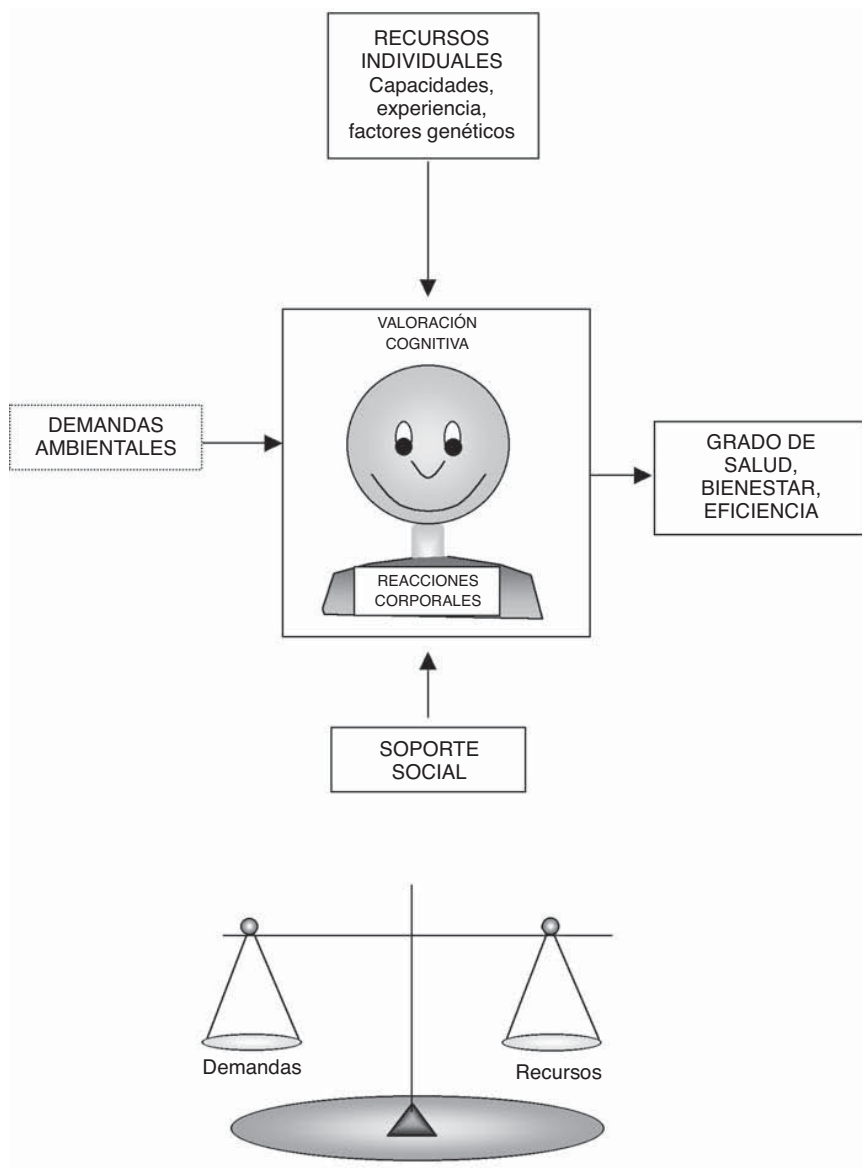 RECURSOS
INDIVIDUALES
Capacidades,
experiencia,
factores genéticos
VALORACIÓN
COGNITIVA
DEMANDAS
AMBIENTALES
GRADO DE
SALUD,
BIENESTAR,
EFICIENCIA
REACCIONES
CORPORALES
SOPORTE
SOCIAL
Demandas
Recursos